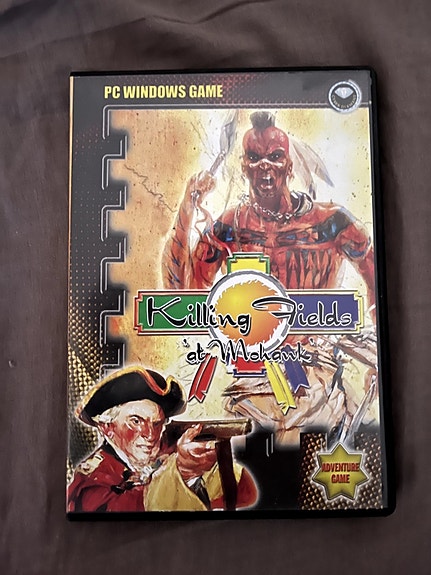 PC WINDOWS GAME
Killing Fields
'at Mohawk'
ADVENTURE
GAME